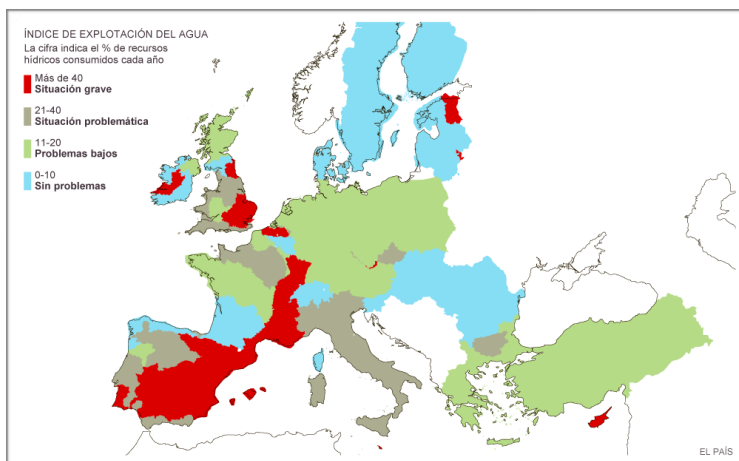 ÍNDICE DE EXPLOTACIÓN DEL AGUA
La cifra indica el % de recursos
hídricos consumidos cada año
Más de 40
Situación grave
21-40
Situación problemática
11-20
Problemas bajos
0-10
Sin problemas
EL PAÍS